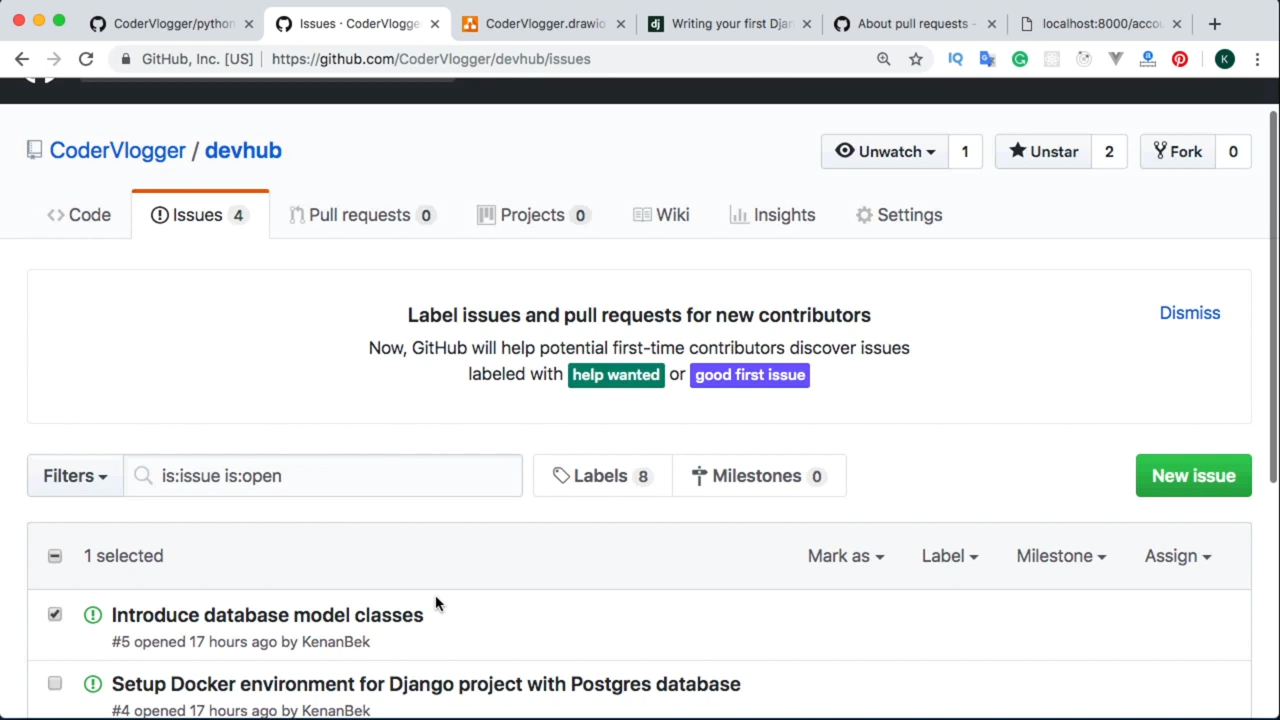 CoderVlogger/python
Issues · CoderVlogge
CoderVlogger.drawio
Writing your first Djan
About pull requests -
localhost:8000/accou
GitHub, Inc. [US] https://github.com/CoderVlogger/devhub/issues
IQ
K
CoderVlogger / devhub
Unwatch 1
Unstar 2
Fork 0
Code
Issues 4
Pull requests 0
Projects 0
Wiki
Insights
Settings
Label issues and pull requests for new contributors
Dismiss
Now, GitHub will help potential first-time contributors discover issues
labeled with help wanted or good first issue
Filters
is:issue is:open
Labels 8
Milestones 0
New issue
1 selected
Mark as
Label
Milestone
Assign
Introduce database model classes
#5 opened 17 hours ago by KenanBek
Setup Docker environment for Django project with Postgres database
#4 opened 17 hours ago by KenanBek